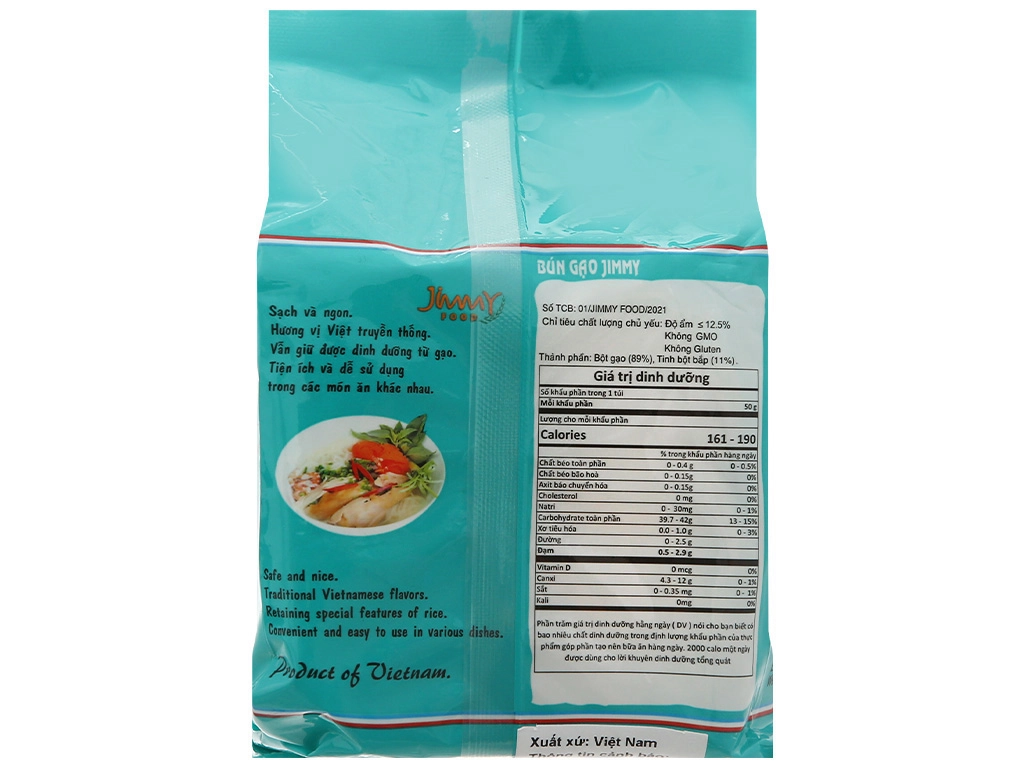 Sạch và ngon.
Hương vị Việt truyền thống.
Vẫn giữ được dinh dưỡng từ gạo.
Tiện ích và dễ sử dụng
trong các món ăn khác nhau.
Jimmy
FOOD
Safe and nice.
Traditional Vietnamese flavors.
Retaining special features of rice.
Convenient and easy to use in various dishes.
Product of Vietnam.
BÚN GẠO JIMMY
Số TCB: 01/JIMMY FOOD/2021
Chỉ tiêu chất lượng chủ yếu: Độ ẩm ≤ 12.5%
Không GMO
Không Gluten
Thành phần: Bột gạo (89%), Tinh bột bắp (11%).
Giá trị dinh dưỡng
Số khẩu phần trong 1 túi
Mỗi khẩu phần 50 g
Lượng cho mỗi khẩu phần
Calories 161 - 190
% trong khẩu phần hàng ngày
Chất béo toàn phần 0 - 0.4 g 0 - 0.5%
Chất béo bão hoà 0 - 0.15g 0%
Axit báo chuyển hóa 0 - 0.15g 0%
Cholesterol 0 mg 0%
Natri 0 - 30mg 0 - 1%
Carbohydrate toàn phần 39.7 - 42g 13 - 15%
Xơ tiêu hóa 0.0 - 1.0 g 0 - 3%
Đường 0 - 2.5 g
Đạm 0.5 - 2.9 g
Vitamin D 0 mcg 0%
Canxi 4.3 - 12 g 0 - 1%
Sắt 0 - 0.35 mg 0 - 1%
Kali 0mg 0%
Phần trăm giá trị dinh dưỡng hằng ngày ( DV ) nói cho bạn biết có
bao nhiêu chất dinh dưỡng trong định lượng khẩu phần của thực
phẩm góp phần tạo nên bữa ăn hàng ngày. 2000 calo một ngày
được dùng cho lời khuyên dinh dưỡng tổng quát
Xuất xứ: Việt Nam